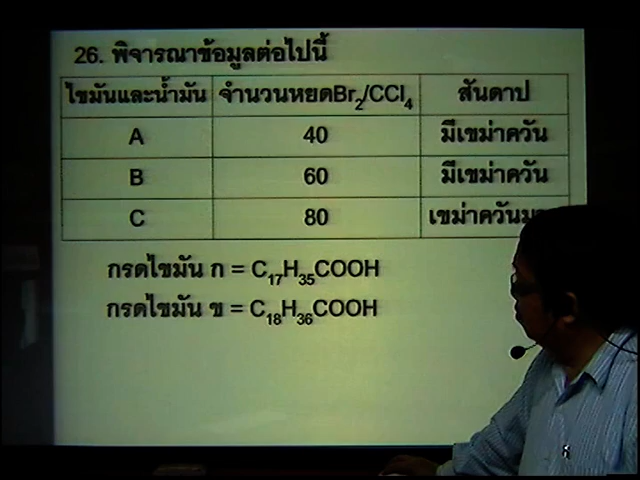 26. พิจารณาข้อมูลต่อไปนี้
ไขมันและน้ำมัน จำนวนหยดBr₂/CCl₄ สันดาป
A 40 มีเขม่าควัน
B 60 มีเขม่าควัน
C 80 เขม่าควัน
กรดไขมัน ก = C₁₇H₃₅COOH
กรดไขมัน ข = C₁₈H₃₆COOH